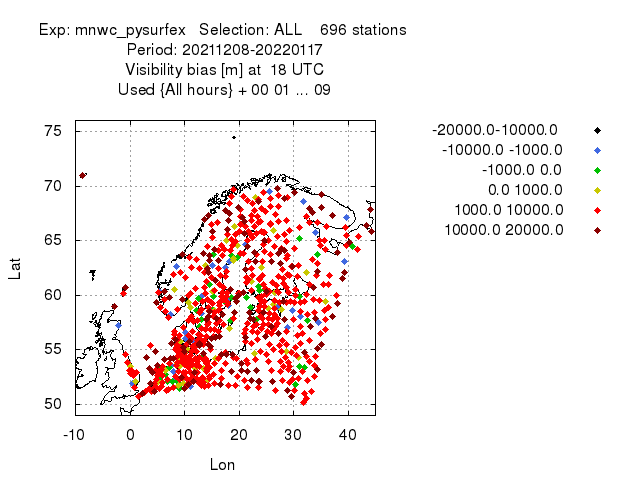 Exp: mnwc_pysurfex   Selection: ALL    696 stations
Period: 20211208-20220117
Visibility bias [m] at  18 UTC
Used {All hours} + 00 01 ... 09
-20000.0-10000.0
-10000.0 -1000.0
-1000.0 0.0
0.0 1000.0
1000.0 10000.0
10000.0 20000.0
75
70
65
60
55
50
Lat
-10 0 10 20 30 40
Lon